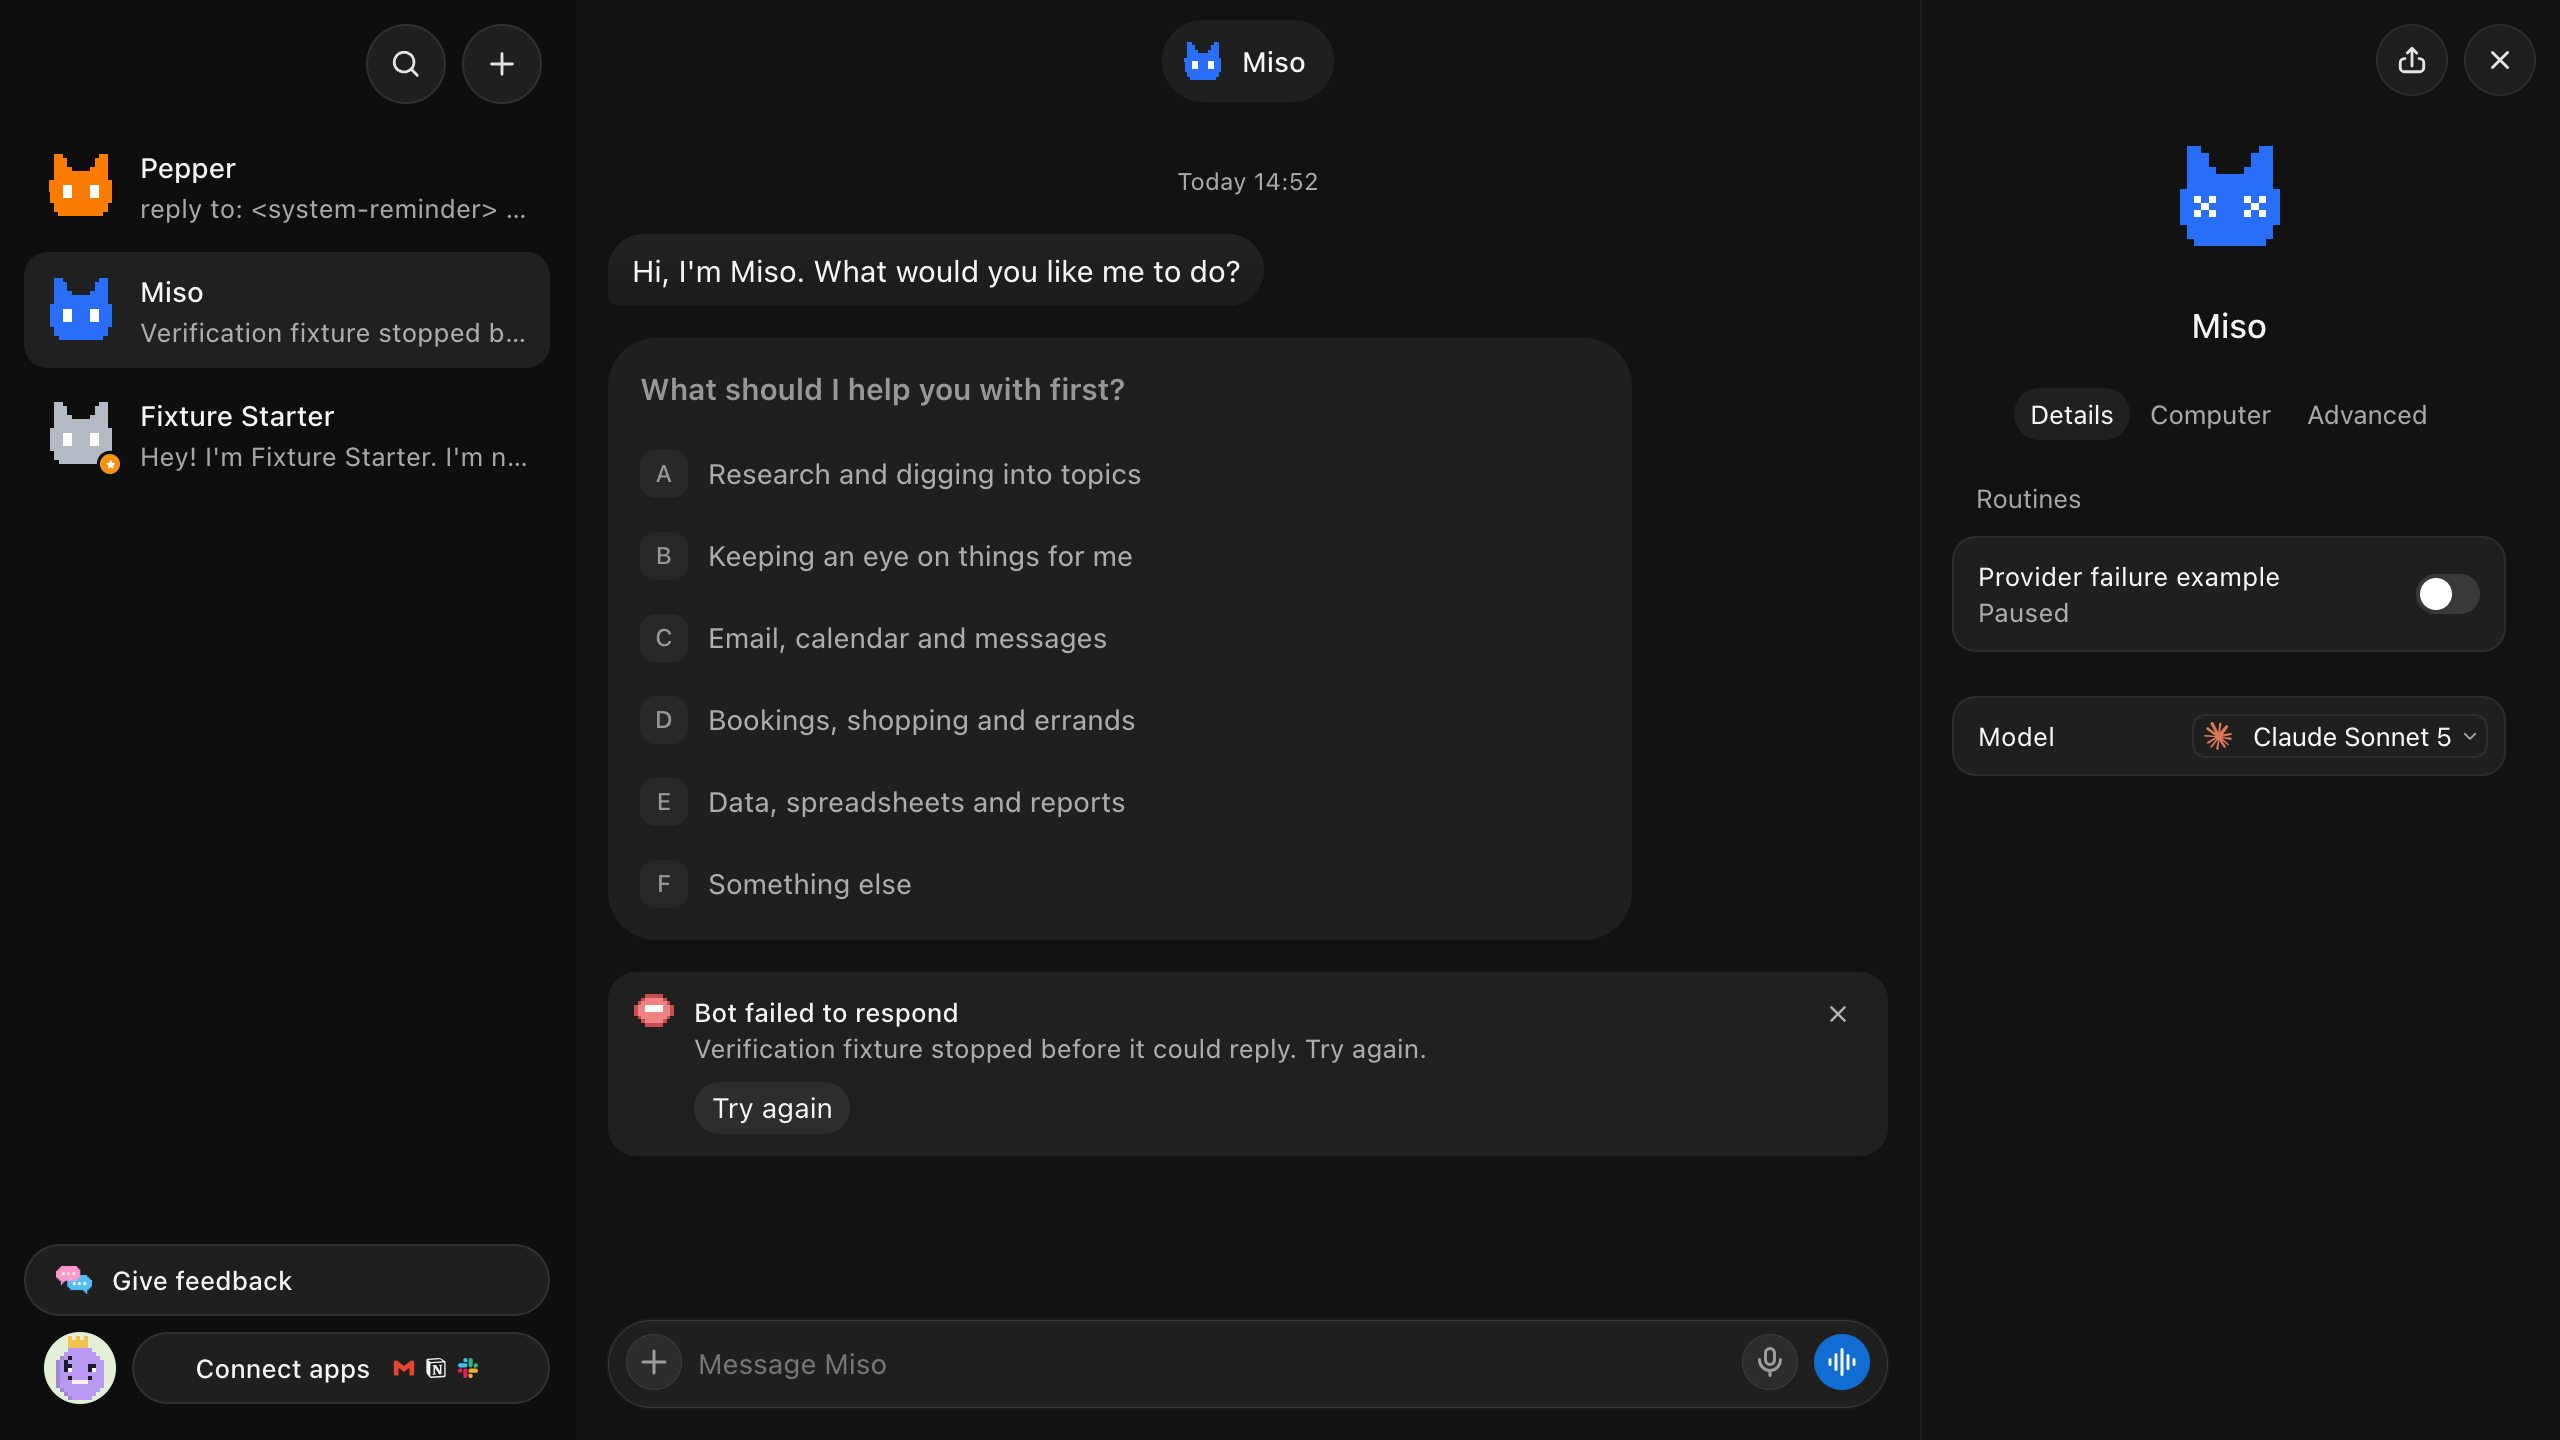 Pepper
reply to: <system-reminder> ...
Miso
Verification fixture stopped b...
Fixture Starter
Hey! I'm Fixture Starter. I'm n...
Give feedback
Connect apps
Miso
Today 14:52
Hi, I'm Miso. What would you like me to do?
What should I help you with first?
A Research and digging into topics
B Keeping an eye on things for me
C Email, calendar and messages
D Bookings, shopping and errands
E Data, spreadsheets and reports
F Something else
Bot failed to respond
Verification fixture stopped before it could reply. Try again.
Try again
Message Miso
Miso
Details Computer Advanced
Routines
Provider failure example
Paused
Model Claude Sonnet 5